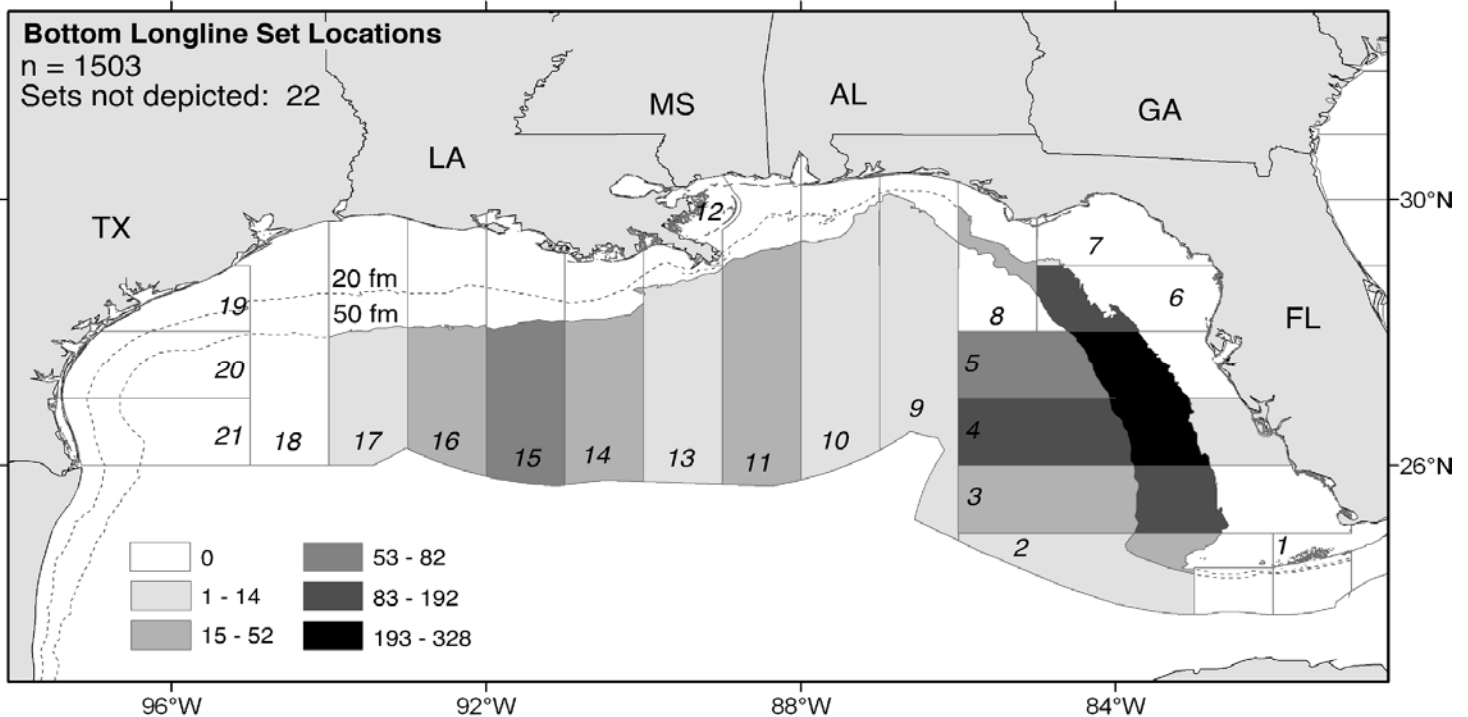 Bottom Longline Set Locations
n = 1503
Sets not depicted: 22
MS
AL
GA
LA
TX
12
30°N
7
20 fm
19
6
50 fm
8
FL
20
5
9
4
21
18
17
16
15
14
13
11
10
26°N
3
2
1
0
53 - 82
1 - 14
83 - 192
15 - 52
193 - 328
96°W
92°W
88°W
84°W